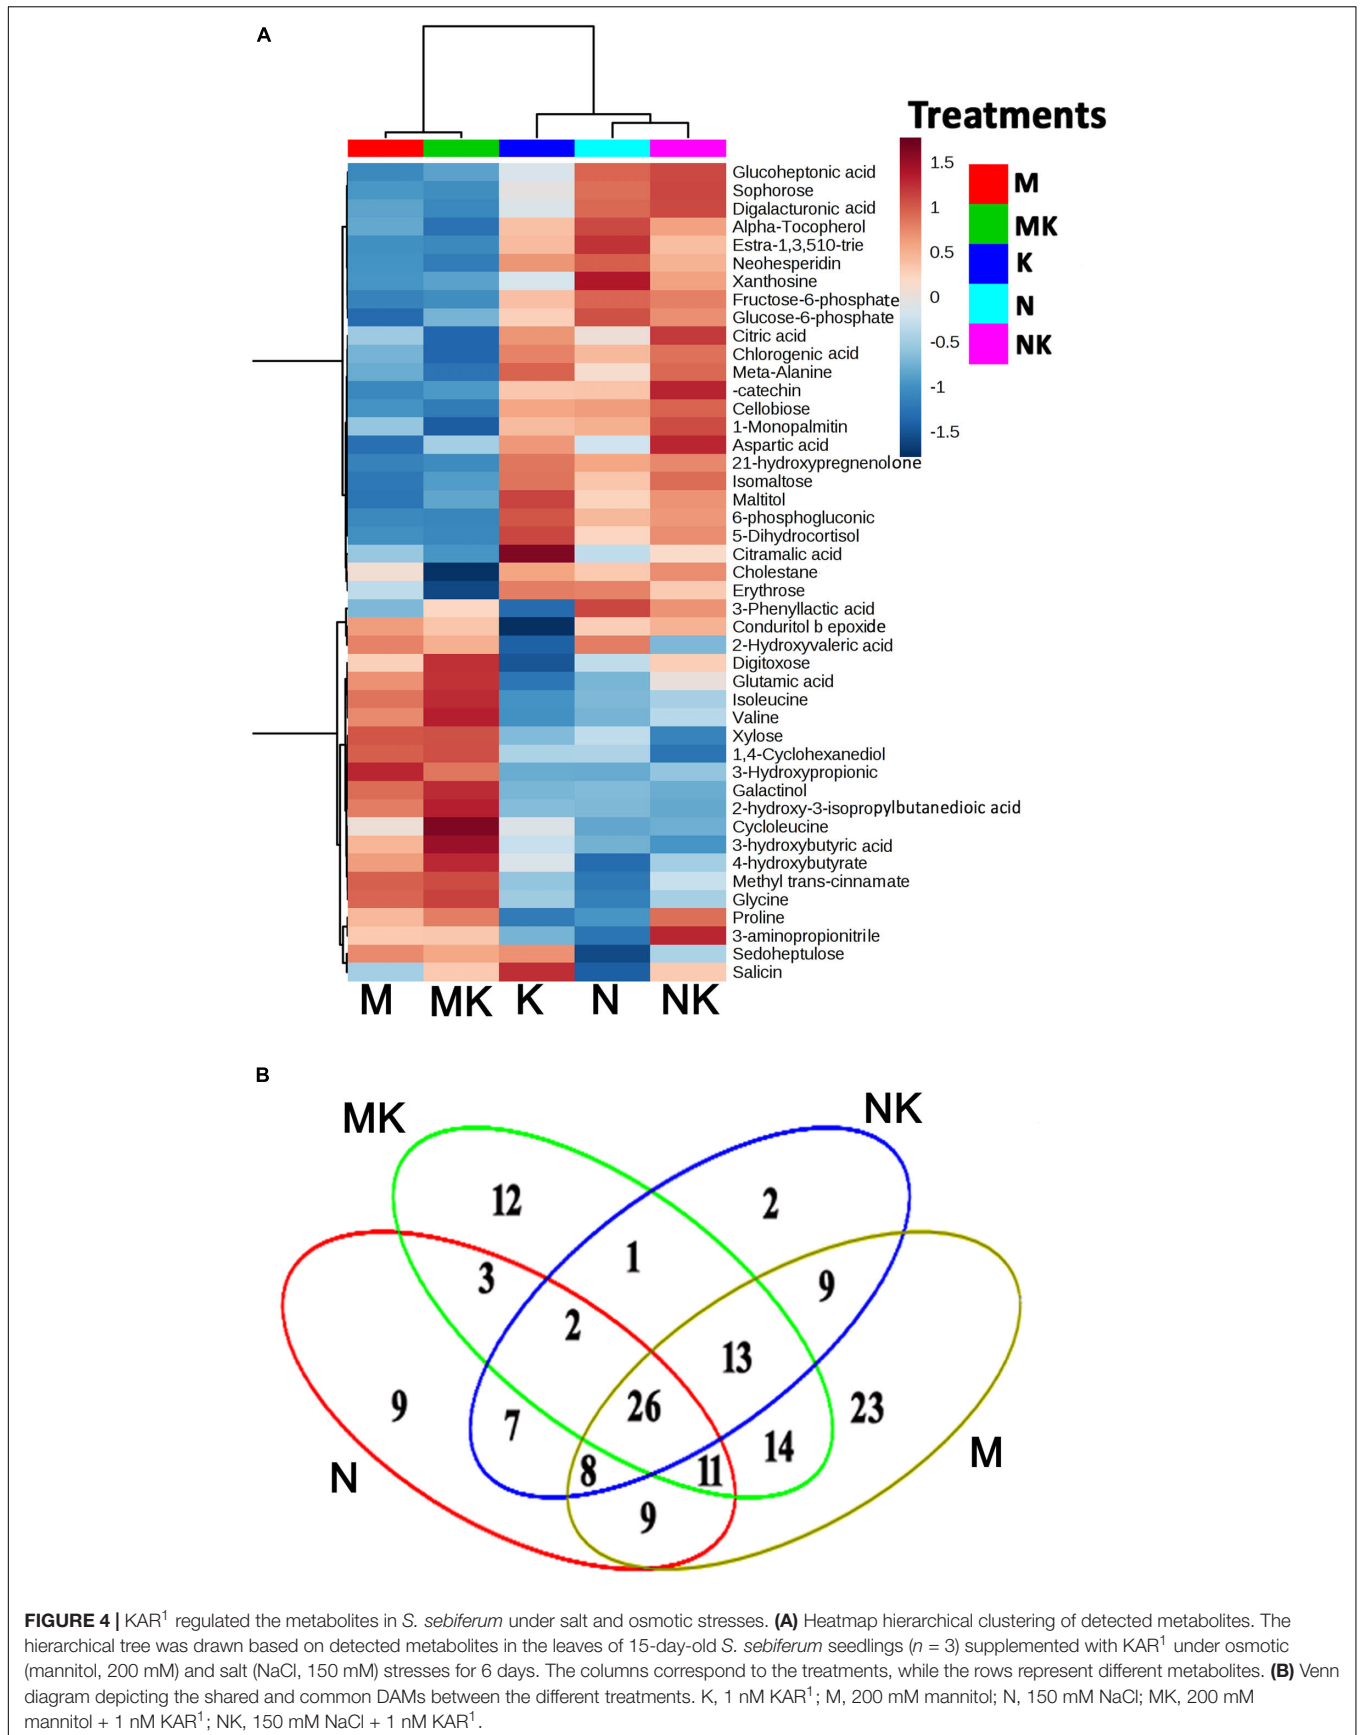 A
Treatments
1.5
1
0.5
0
-0.5
-1
-1.5
M
MK
K
N
NK
Glucoheptonic acid
Sophorose
Digalacturonic acid
Alpha-Tocopherol
Estra-1,3,510-trie
Neohesperidin
Xanthosine
Fructose-6-phosphate
Glucose-6-phosphate
Citric acid
Chlorogenic acid
Meta-Alanine
-catechin
Cellobiose
1-Monopalmitin
Aspartic acid
21-hydroxypregnenolone
Isomaltose
Maltitol
6-phosphogluconic
5-Dihydrocortisol
Citramalic acid
Cholestane
Erythrose
3-Phenyllactic acid
Conduritol b epoxide
2-Hydroxyvaleric acid
Digitoxose
Glutamic acid
Isoleucine
Valine
Xylose
1,4-Cyclohexanediol
3-Hydroxypropionic
Galactinol
2-hydroxy-3-isopropylbutanedioic acid
Cycloleucine
3-hydroxybutyric acid
4-hydroxybutyrate
Methyl trans-cinnamate
Glycine
Proline
3-aminopropionitrile
Sedoheptulose
Salicin
M MK K N NK
B
MK NK
12 2
1
3 9
2
13
9 7 26 23
14
8 11
N M
9
FIGURE 4 | KAR¹ regulated the metabolites in S. sebiferum under salt and osmotic stresses. (A) Heatmap hierarchical clustering of detected metabolites. The
hierarchical tree was drawn based on detected metabolites in the leaves of 15-day-old S. sebiferum seedlings (n = 3) supplemented with KAR¹ under osmotic
(mannitol, 200 mM) and salt (NaCl, 150 mM) stresses for 6 days. The columns correspond to the treatments, while the rows represent different metabolites. (B) Venn
diagram depicting the shared and common DAMs between the different treatments. K, 1 nM KAR¹; M, 200 mM mannitol; N, 150 mM NaCl; MK, 200 mM
mannitol + 1 nM KAR¹; NK, 150 mM NaCl + 1 nM KAR¹.